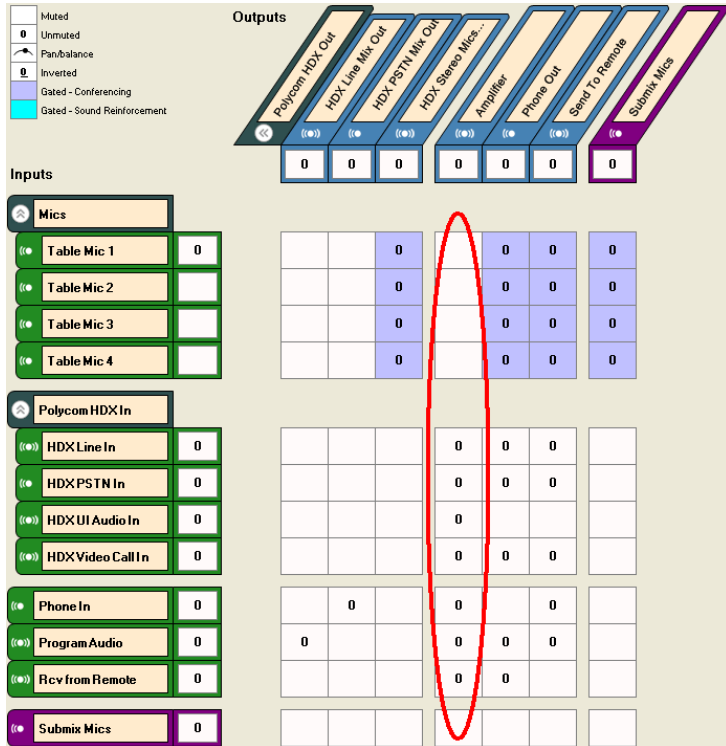 Muted
0 Unmuted
Pan/balance
0 Inverted
Gated - Conferencing
Gated - Sound Reinforcement
Outputs
Polycom HDX Out
HDX Line Mix Out
HDX PSTN Mix Out
HDX Stereo Mics...
Amplifier
Phone Out
Send To Remote
Submix Mics
0 0 0 0 0 0 0
Inputs
Mics
Table Mic 1 0 0 0 0 0
Table Mic 2 0 0 0 0
Table Mic 3 0 0 0 0
Table Mic 4 0 0 0 0
Polycom HDX In
HDX Line In 0 0 0 0
HDX PSTN In 0 0 0 0
HDX UI Audio In 0 0
HDX Video Call In 0 0 0 0
Phone In 0 0 0 0
Program Audio 0 0 0 0 0
Rcv from Remote 0 0 0
Submix Mics 0